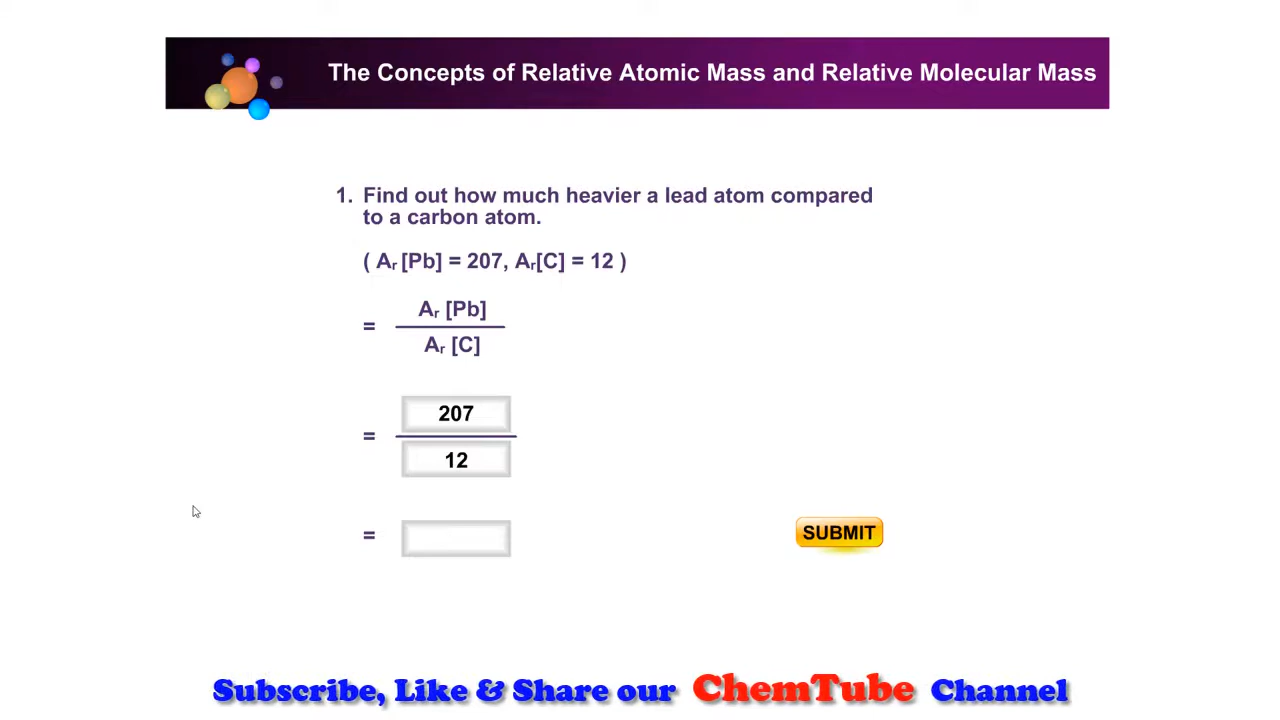 The Concepts of Relative Atomic Mass and Relative Molecular Mass
1. Find out how much heavier a lead atom compared
to a carbon atom.
( Aᵣ [Pb] = 207, Aᵣ[C] = 12 )
Aᵣ [Pb]
=
Aᵣ [C]
207
=
12
=
SUBMIT
Subscribe, Like & Share our ChemTube Channel